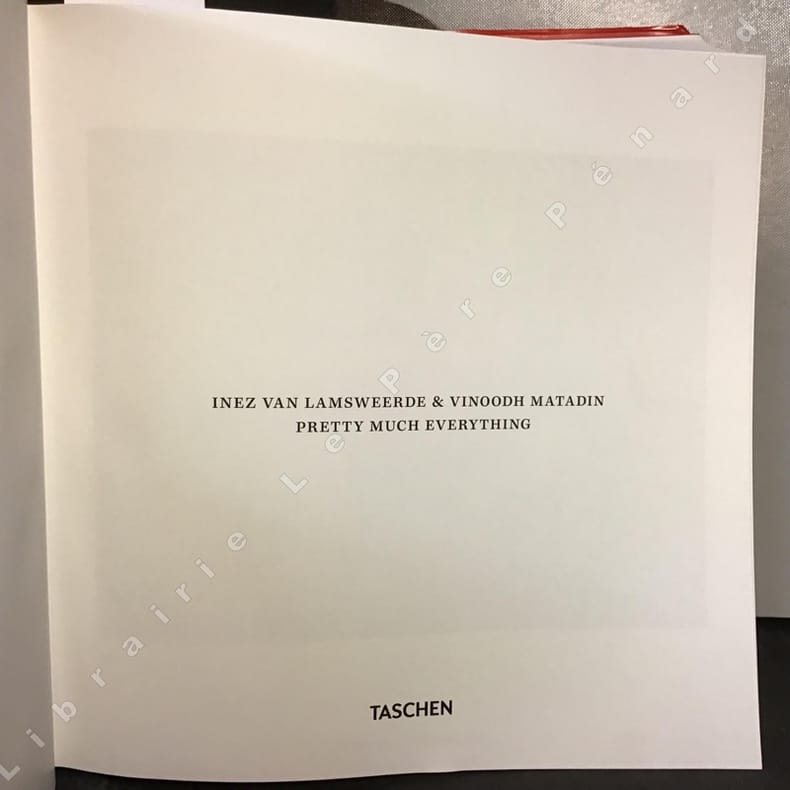 INEZ VAN LAMSWEERDE & VINOODH MATADIN
PRETTY MUCH EVERYTHING
TASCHEN
Librairie Le Père Pénard